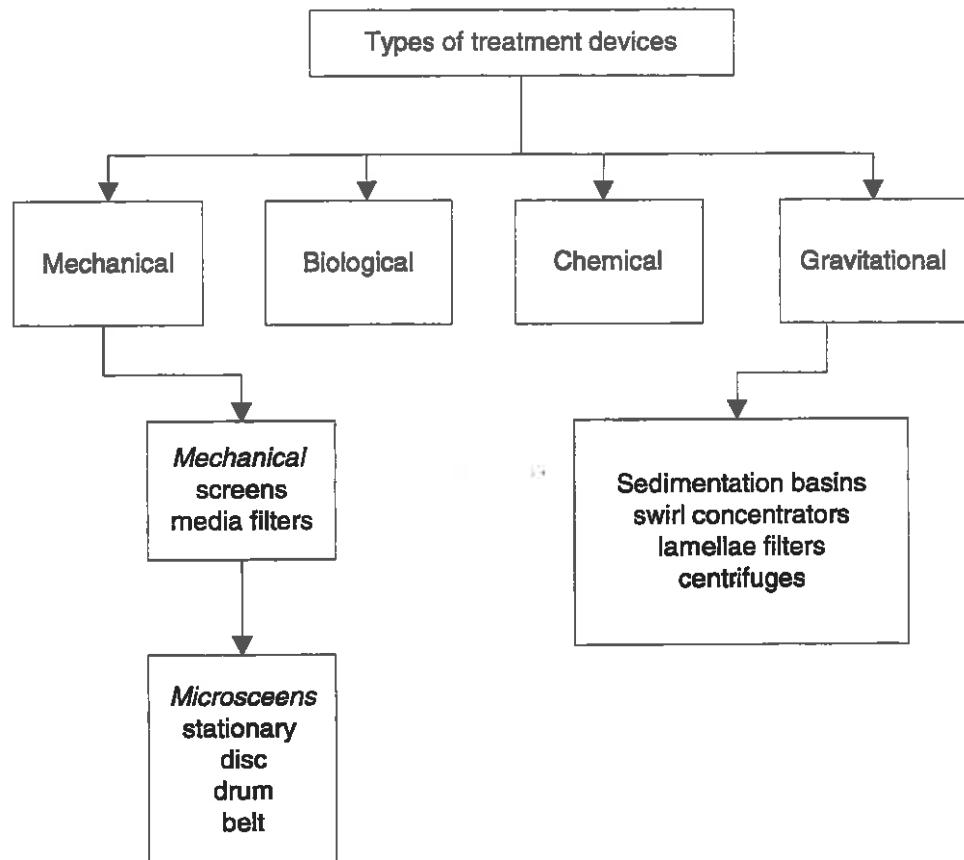 Types of treatment devices
Mechanical
Biological
Chemical
Gravitational
Mechanical
screens
media filters
Sedimentation basins
swirl concentrators
lamellae filters
centrifuges
Microsceens
stationary
disc
drum
belt